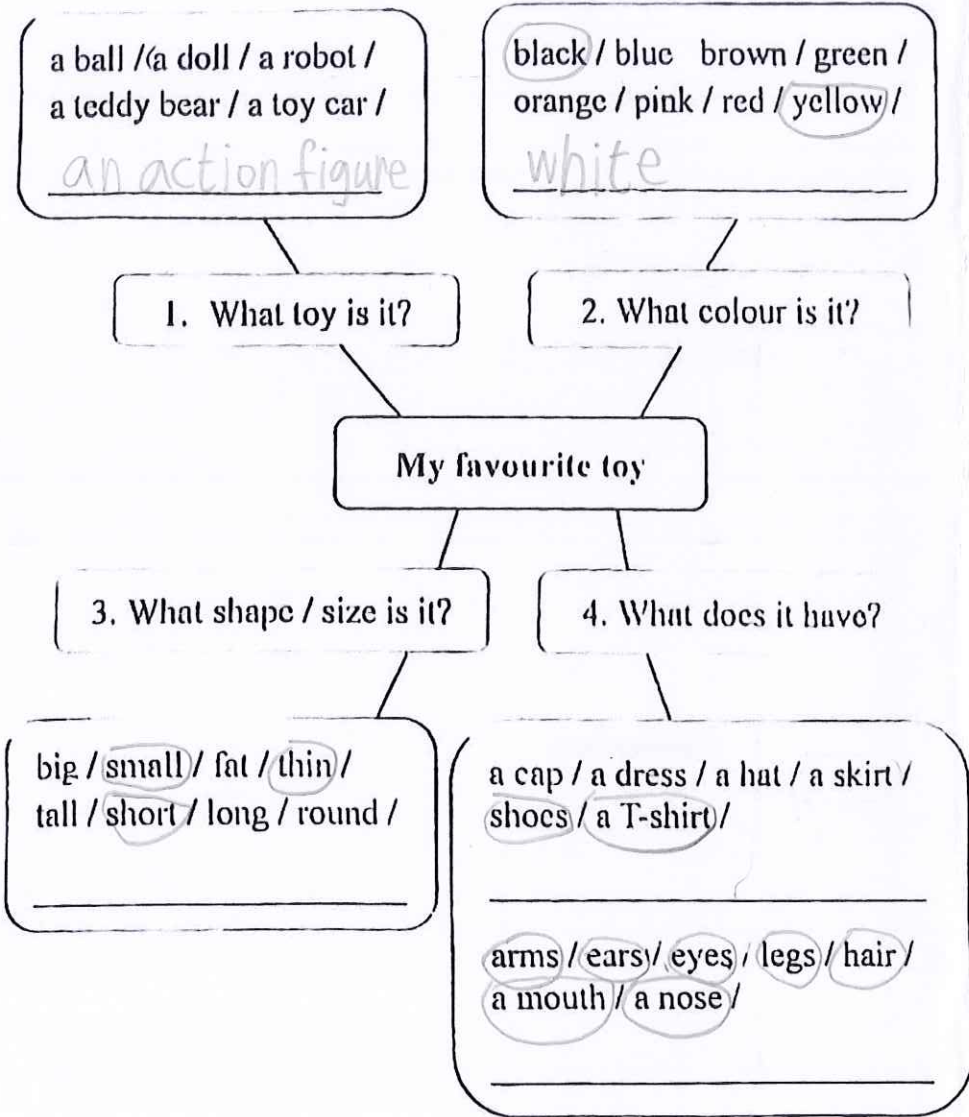 a ball / a doll / a robot /
a teddy bear / a toy car /
an action figure
black / blue brown / green /
orange / pink / red / yellow /
white
1. What toy is it?
2. What colour is it?
My favourite toy
3. What shape / size is it?
4. What does it have?
big / small / fat / thin /
tall / short / long / round /
a cap / a dress / a hat / a skirt /
shoes / a T-shirt /
arms / ears / eyes / legs / hair /
a mouth / a nose /